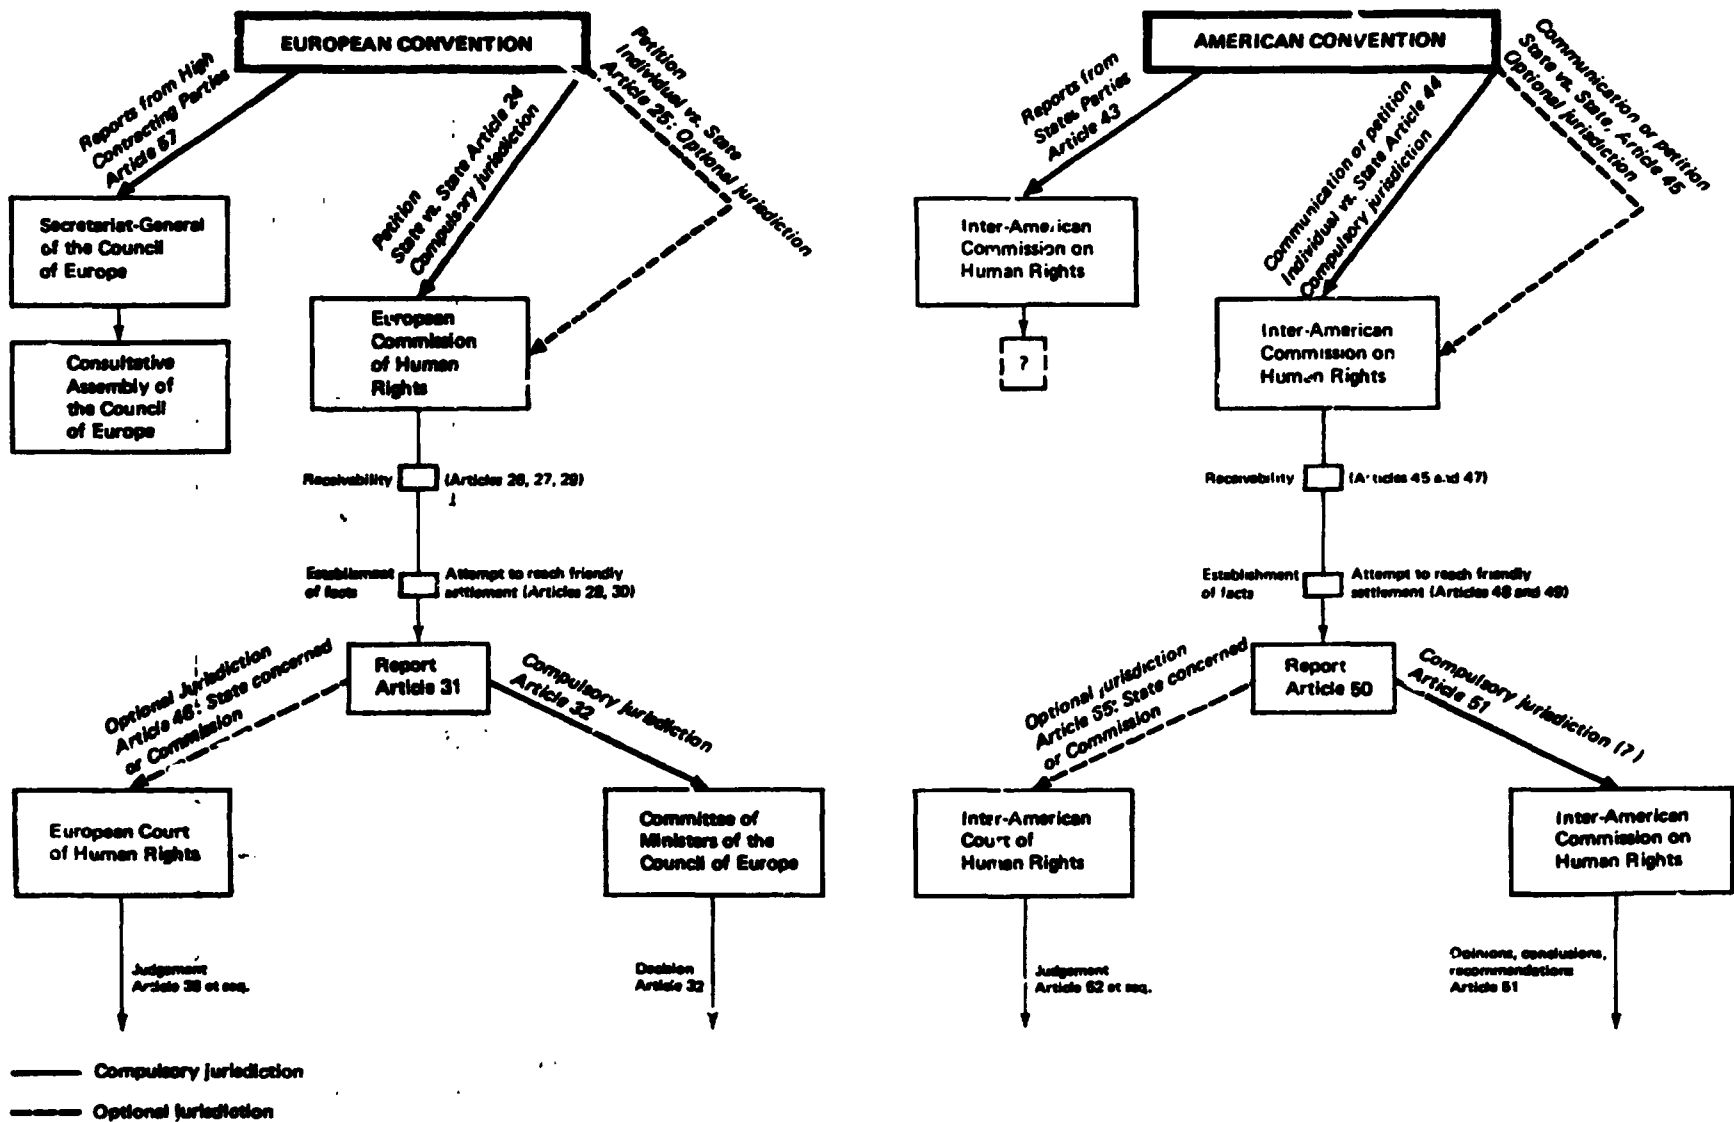 EUROPEAN CONVENTION
Reports from High
Contracting Parties
Article 57
Petition
State vs. State Article 24
Compulsory jurisdiction
Petition
Individual vs. State
Article 25: Optional jurisdiction
Secretariat-General
of the Council
of Europe
Consultative
Assembly of
the Council
of Europe
European
Commission
of Human
Rights
Receivability
(Articles 26, 27, 29)
Establisment
of facts
Attempt to reach friendly
settlement (Articles 28, 30)
Report
Article 31
Optional Jurisdiction
Article 48: State concerned
or Commission
Compulsory jurisdiction
Article 32
European Court
of Human Rights
Committee of
Ministers of the
Council of Europe
Judgement
Article 38 et seq.
Decision
Article 32
AMERICAN CONVENTION
Reports from
States Parties
Article 43
Communication or petition
Individual vs. State Article 44
Compulsory jurisdiction
Communication or petition
State vs. State, Article 45
Optional jurisdiction
Inter-American
Commission on
Human Rights
?
Inter-American
Commission on
Human Rights
Receivability
(Articles 45 and 47)
Establishment
of facts
Attempt to reach friendly
settlement (Articles 48 and 49)
Report
Article 50
Optional jurisdiction
Article 55: State concerned
or Commission
Compulsory jurisdiction (?)
Article 51
Inter-American
Court of
Human Rights
Inter-American
Commission on
Human Rights
Judgement
Article 62 et seq.
Opinions, conclusions,
recommendations
Article 51
Compulsory jurisdiction
Optional jurisdiction